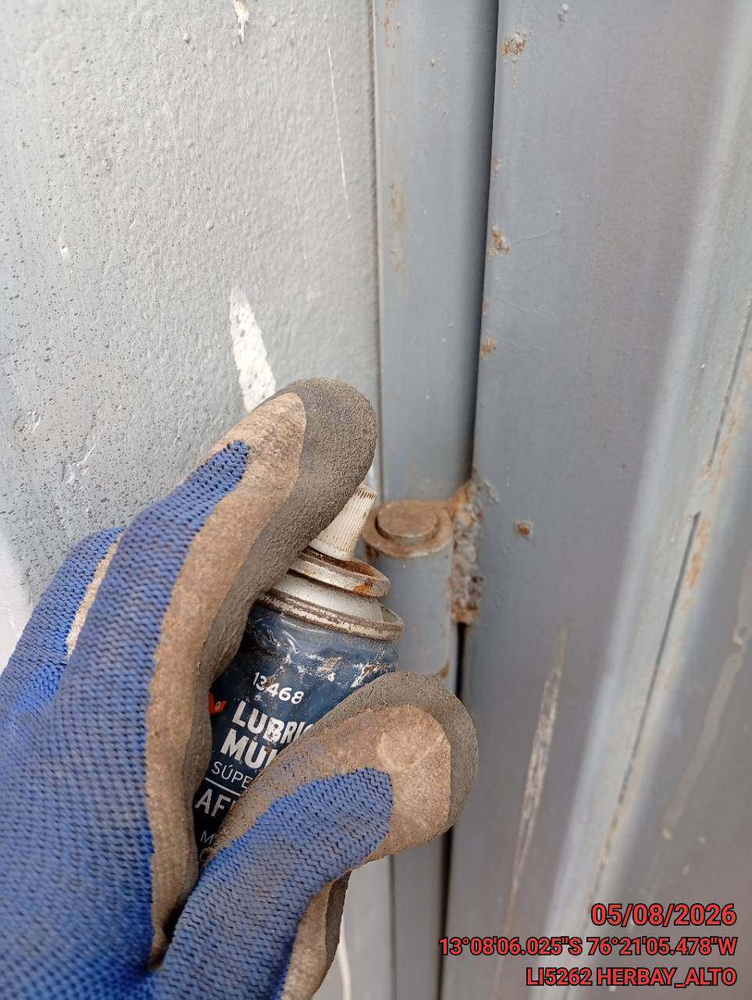 13468
LUBRIC
MUL
SÚPE
AF
05/08/2026
13°08'06.025"S 76°21'05.478"W
LI5262 HERBAY_ALTO